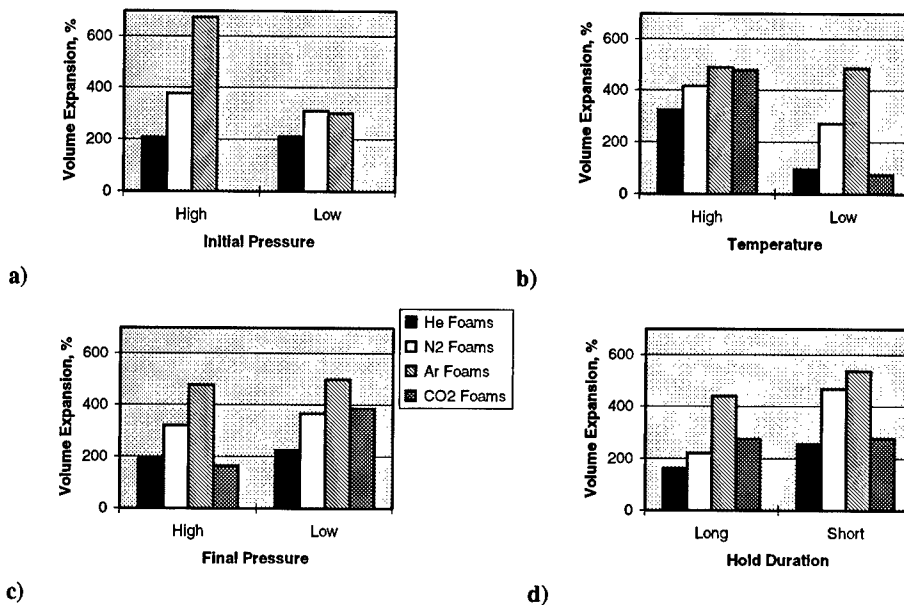 Volume Expansion, %
600
400
200
0
High
Low
Initial Pressure
a)
Volume Expansion, %
600
400
200
0
High
Low
Temperature
b)
He Foams
N2 Foams
Ar Foams
CO2 Foams
Volume Expansion, %
600
400
200
0
High
Low
Final Pressure
c)
Volume Expansion, %
600
400
200
0
Long
Short
Hold Duration
d)